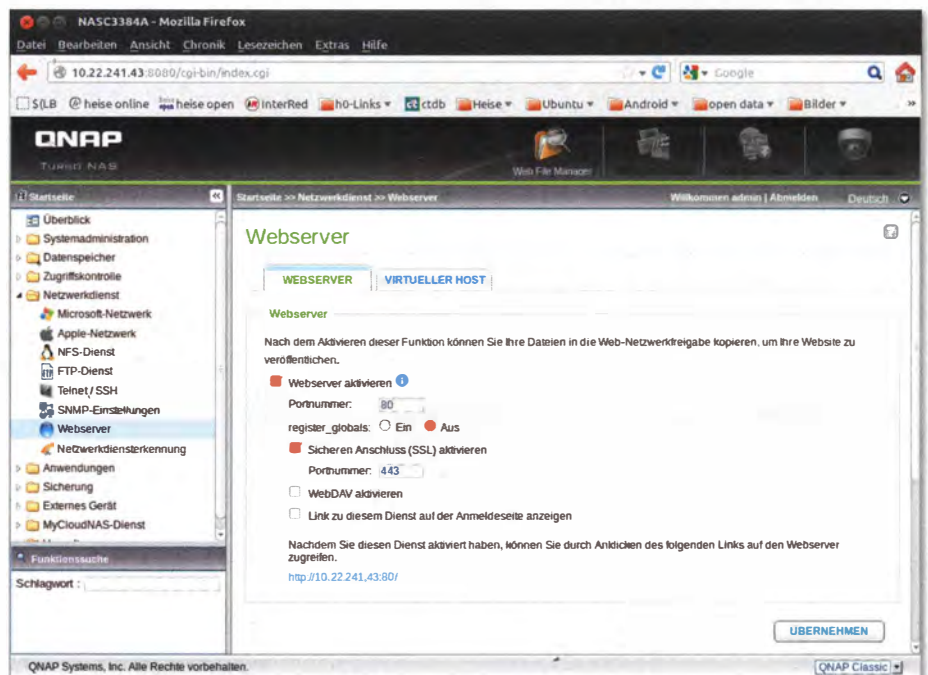 NASC3384A - Mozilla Firefox
Datei Bearbeiten Ansicht Chronik Lesezeichen Extras Hilfe
10.22.241.43:8080/cgi-bin/index.cgi
Google
S(LB @ heise online heise open InterRed h0-Links ctdb Heise Ubuntu Android open data Bilder »
QNAP
TURBO NAS
Web File Manager
Startseite
Startseite >> Netzwerkdienst >> Webserver
Willkommen admin | Abmelden Deutsch
Überblick
Systemadministration
Datenspeicher
Zugriffskontrolle
Netzwerkdienst
Microsoft-Netzwerk
Apple-Netzwerk
NFS-Dienst
FTP-Dienst
Telnet / SSH
SNMP-Einstellungen
Webserver
Netzwerkdiensterkennung
Anwendungen
Sicherung
Externes Gerät
MyCloudNAS-Dienst
Funktionssuche
Schlagwort :
Webserver
WEBSERVER
VIRTUELLER HOST
Webserver
Nach dem Aktivieren dieser Funktion können Sie Ihre Dateien in die Web-Netzwerkfreigabe kopieren, um Ihre Website zu
veröffentlichen.
Webserver aktivieren
Portnummer: 80
register_globals: Ein Aus
Sicheren Anschluss (SSL) aktivieren
Portnummer: 443
WebDAV aktivieren
Link zu diesem Dienst auf der Anmeldeseite anzeigen
Nachdem Sie diesen Dienst aktiviert haben, können Sie durch Anklicken des folgenden Links auf den Webserver
zugreifen.
http://10.22.241.43:80/
ÜBERNEHMEN
QNAP Systems, Inc. Alle Rechte vorbehalten.
QNAP Classic